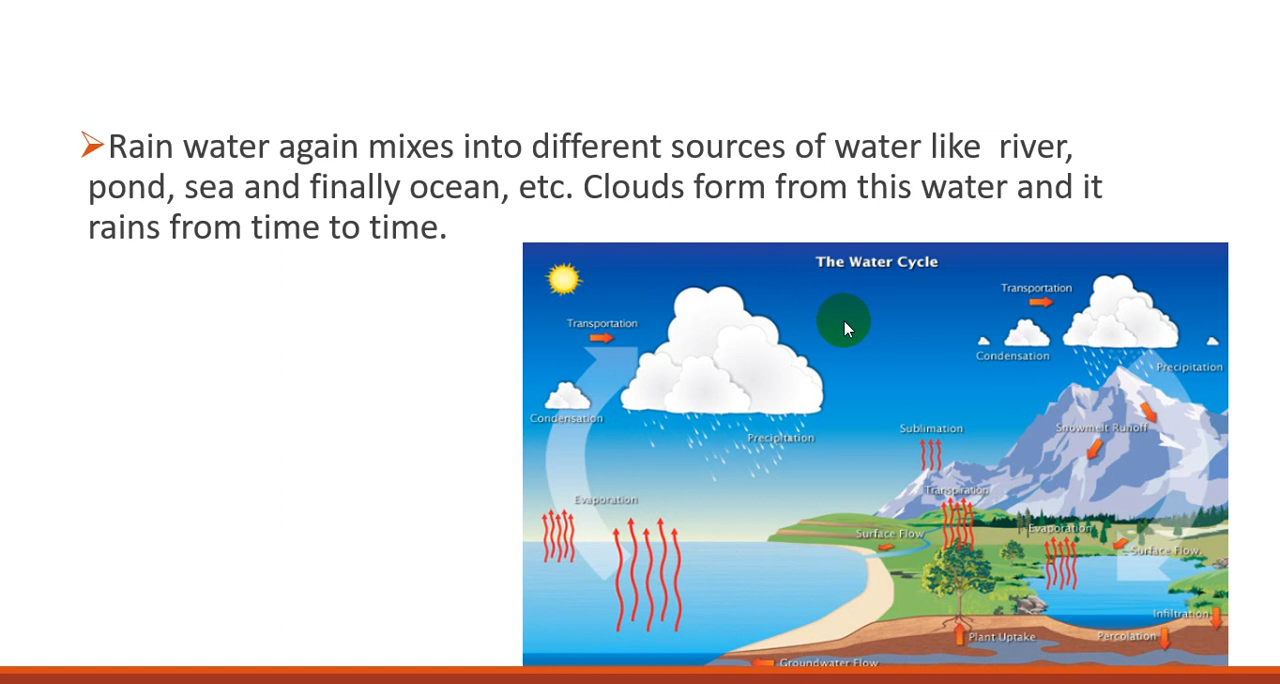 Rain water again mixes into different sources of water like  river,
pond, sea and finally ocean, etc. Clouds form from this water and it
rains from time to time.
The Water Cycle
Transportation
Transportation
Condensation
Precipitation
Condensation
Precipitation
Sublimation
Snowmelt Runoff
Transpiration
Evaporation
Evaporation
Surface Flow
Surface Flow
Infiltration
Plant Uptake
Percolation
Groundwater Flow